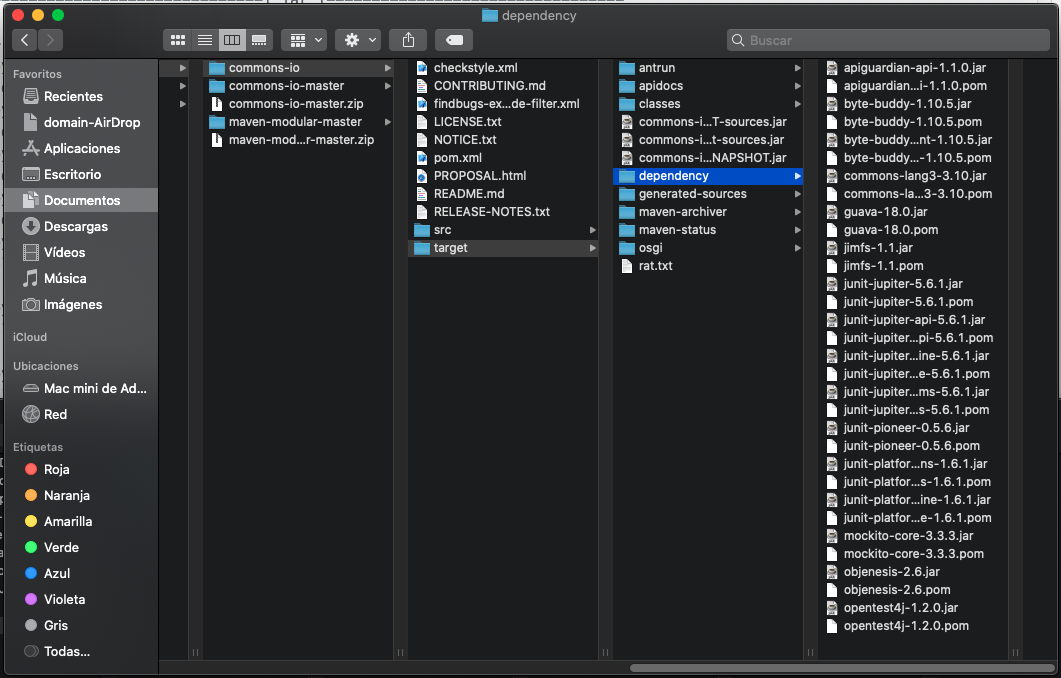 dependency
Buscar
Favoritos
Recientes
domain-AirDrop
Aplicaciones
Escritorio
Documentos
Descargas
Vídeos
Música
Imágenes
iCloud
Ubicaciones
Mac mini de Ad...
Red
Etiquetas
Roja
Naranja
Amarilla
Verde
Azul
Violeta
Gris
Todas...
commons-io
commons-io-master
commons-io-master.zip
maven-modular-master
maven-mod...r-master.zip
checkstyle.xml
CONTRIBUTING.md
findbugs-ex...de-filter.xml
LICENSE.txt
NOTICE.txt
pom.xml
PROPOSAL.html
README.md
RELEASE-NOTES.txt
src
target
antrun
apidocs
classes
commons-i...T-sources.jar
commons-i...t-sources.jar
commons-i...NAPSHOT.jar
dependency
generated-sources
maven-archiver
maven-status
osgi
rat.txt
apiguardian-api-1.1.0.jar
apiguardian...i-1.1.0.pom
byte-buddy-1.10.5.jar
byte-buddy-1.10.5.pom
byte-buddy...nt-1.10.5.jar
byte-buddy...-1.10.5.pom
commons-lang3-3.10.jar
commons-la...3-3.10.pom
guava-18.0.jar
guava-18.0.pom
jimfs-1.1.jar
jimfs-1.1.pom
junit-jupiter-5.6.1.jar
junit-jupiter-5.6.1.pom
junit-jupiter-api-5.6.1.jar
junit-jupiter...pi-5.6.1.pom
junit-jupiter...ine-5.6.1.jar
junit-jupiter...e-5.6.1.pom
junit-jupiter...ms-5.6.1.jar
junit-jupiter...s-5.6.1.pom
junit-pioneer-0.5.6.jar
junit-pioneer-0.5.6.pom
junit-platfor...ns-1.6.1.jar
junit-platfor...s-1.6.1.pom
junit-platfor...ine-1.6.1.jar
junit-platfor...e-1.6.1.pom
mockito-core-3.3.3.jar
mockito-core-3.3.3.pom
objenesis-2.6.jar
objenesis-2.6.pom
opentest4j-1.2.0.jar
opentest4j-1.2.0.pom